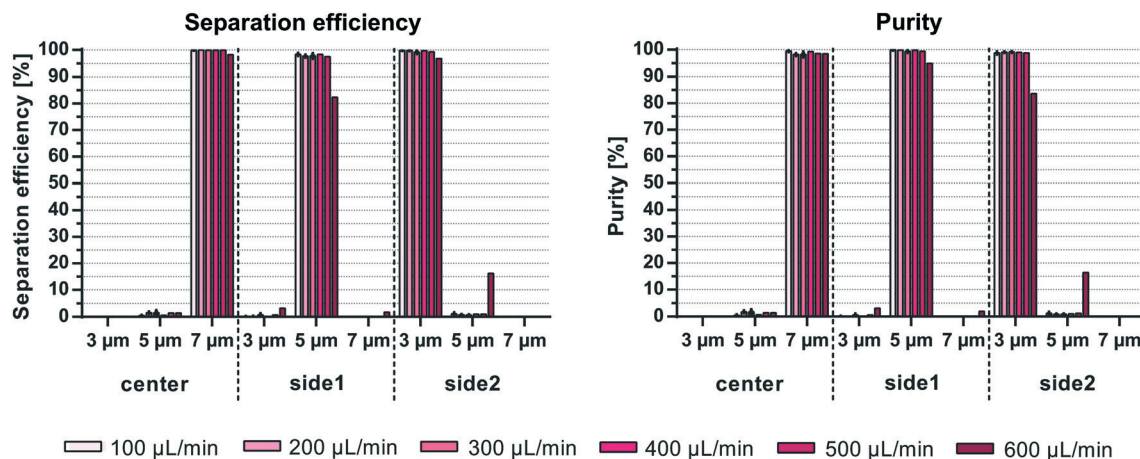 Separation efficiency
Separation efficiency [%]
100
90
80
70
60
50
40
30
20
10
0
3 µm 5 µm 7 µm 3 µm 5 µm 7 µm 3 µm 5 µm 7 µm
center side1 side2
Purity
Purity [%]
100
90
80
70
60
50
40
30
20
10
0
3 µm 5 µm 7 µm 3 µm 5 µm 7 µm 3 µm 5 µm 7 µm
center side1 side2
100 µL/min 200 µL/min 300 µL/min 400 µL/min 500 µL/min 600 µL/min